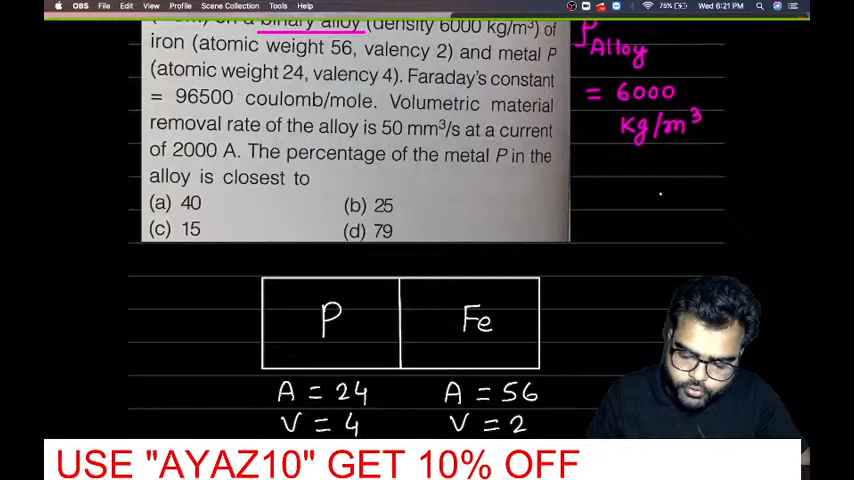 OBS File Edit View Profile Scene Collection Tools Help 75% Wed 6:21 PM
on a binary alloy (density 6000 kg/m³) of
iron (atomic weight 56, valency 2) and metal P
(atomic weight 24, valency 4). Faraday's constant
= 96500 coulomb/mole. Volumetric material
removal rate of the alloy is 50 mm³/s at a current
of 2000 A. The percentage of the metal P in the
alloy is closest to
(a) 40 (b) 25
(c) 15 (d) 79
ρAlloy
= 6000
Kg/m³
P Fe
A = 24 A = 56
V = 4 V = 2
USE "AYAZ10" GET 10% OFF